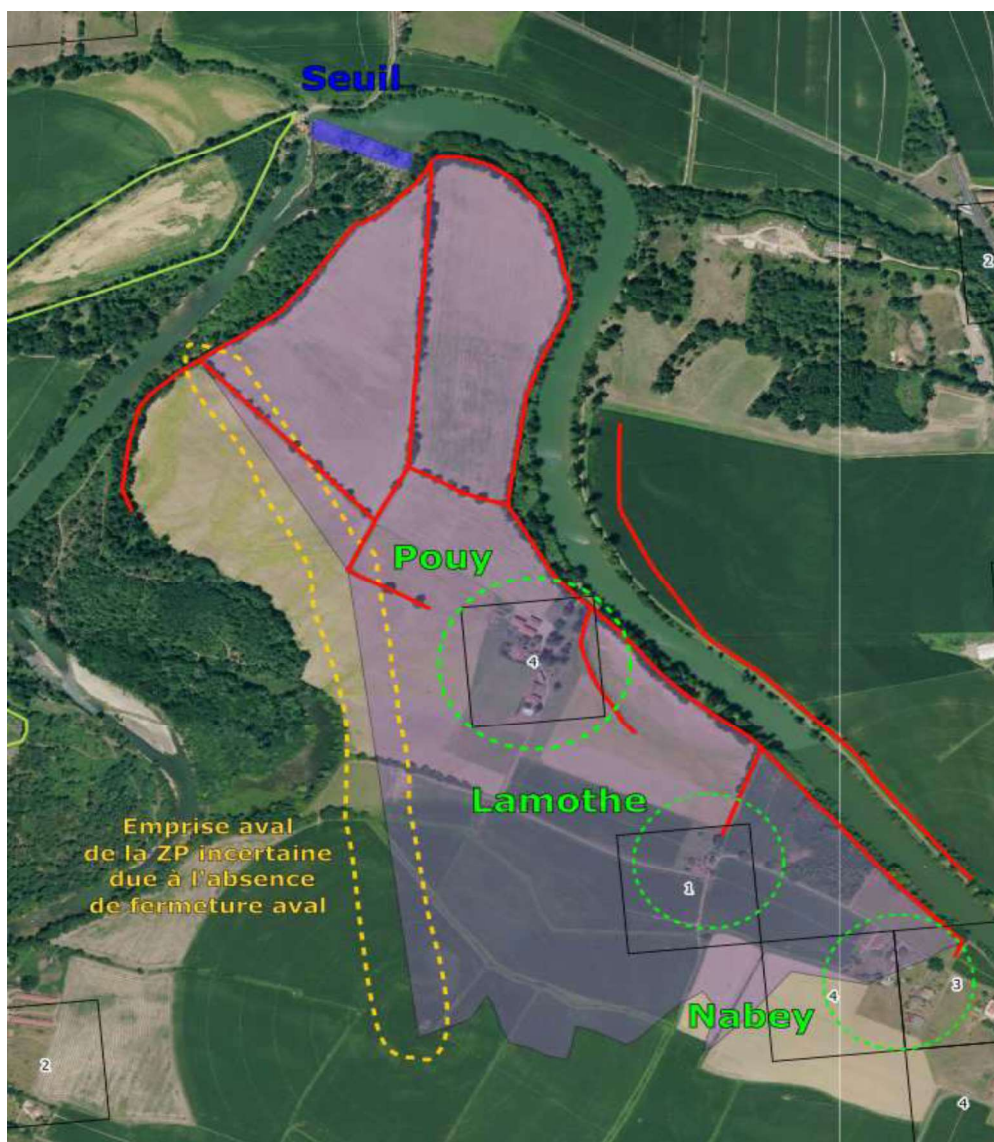 Seuil
2
Pouy
4
Lamothe
Emprise aval
de la ZP incertaine
due à l'absence
de fermeture aval
1
4
3
Nabey
2
4